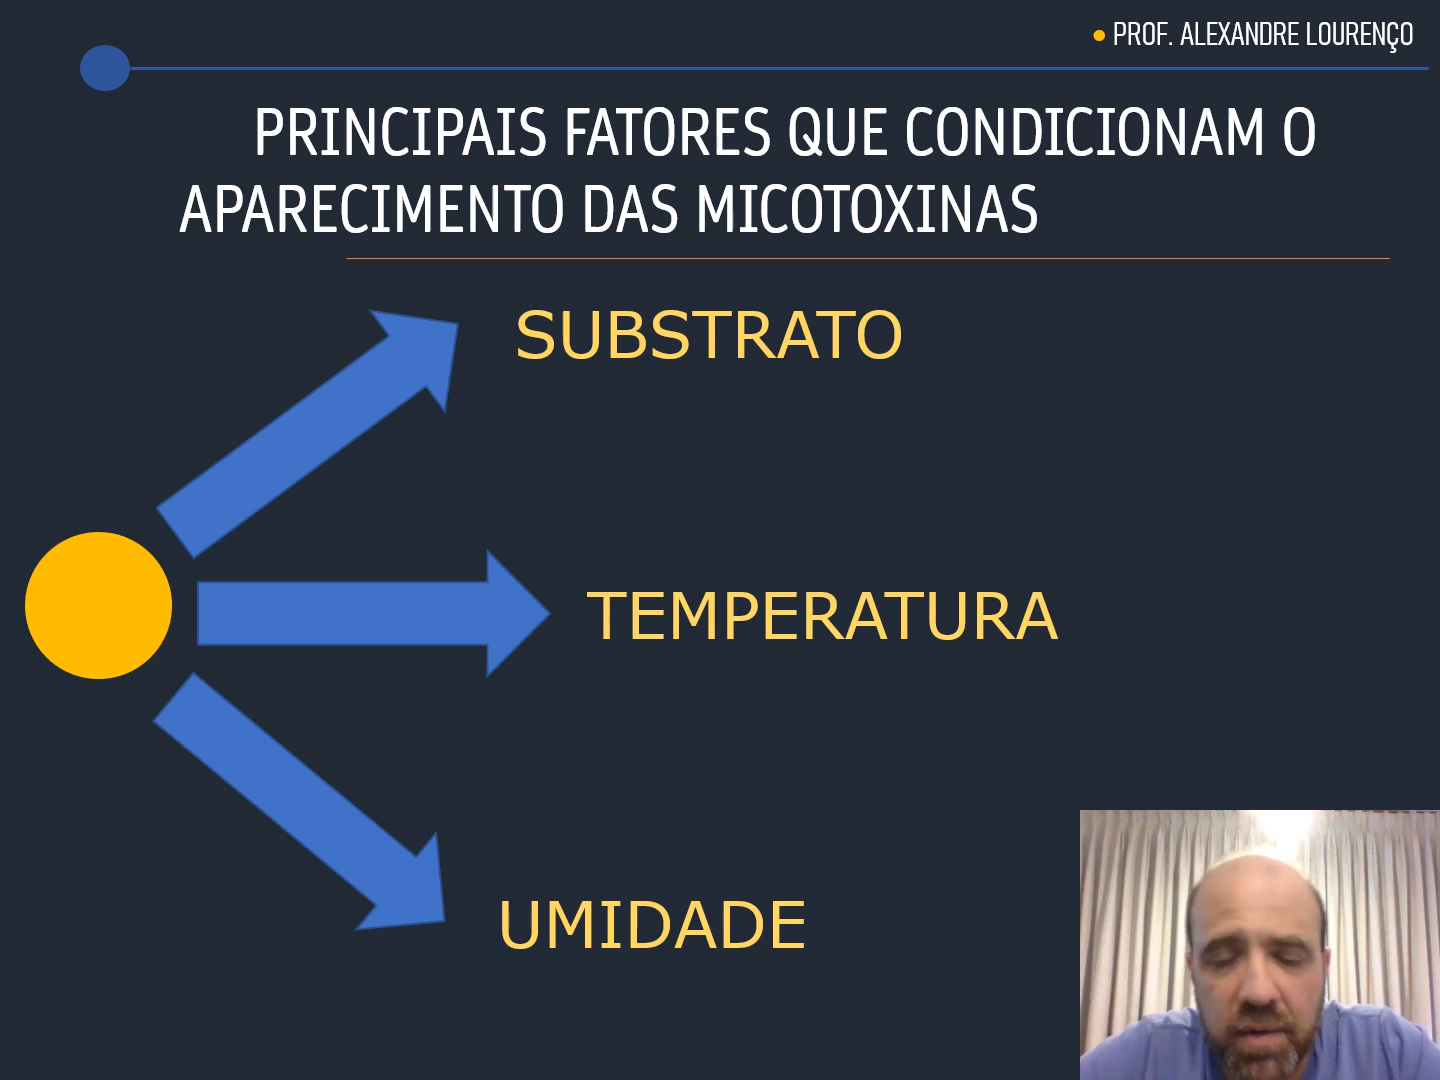 PROF. ALEXANDRE LOURENÇO
PRINCIPAIS FATORES QUE CONDICIONAM O
APARECIMENTO DAS MICOTOXINAS
SUBSTRATO
TEMPERATURA
UMIDADE